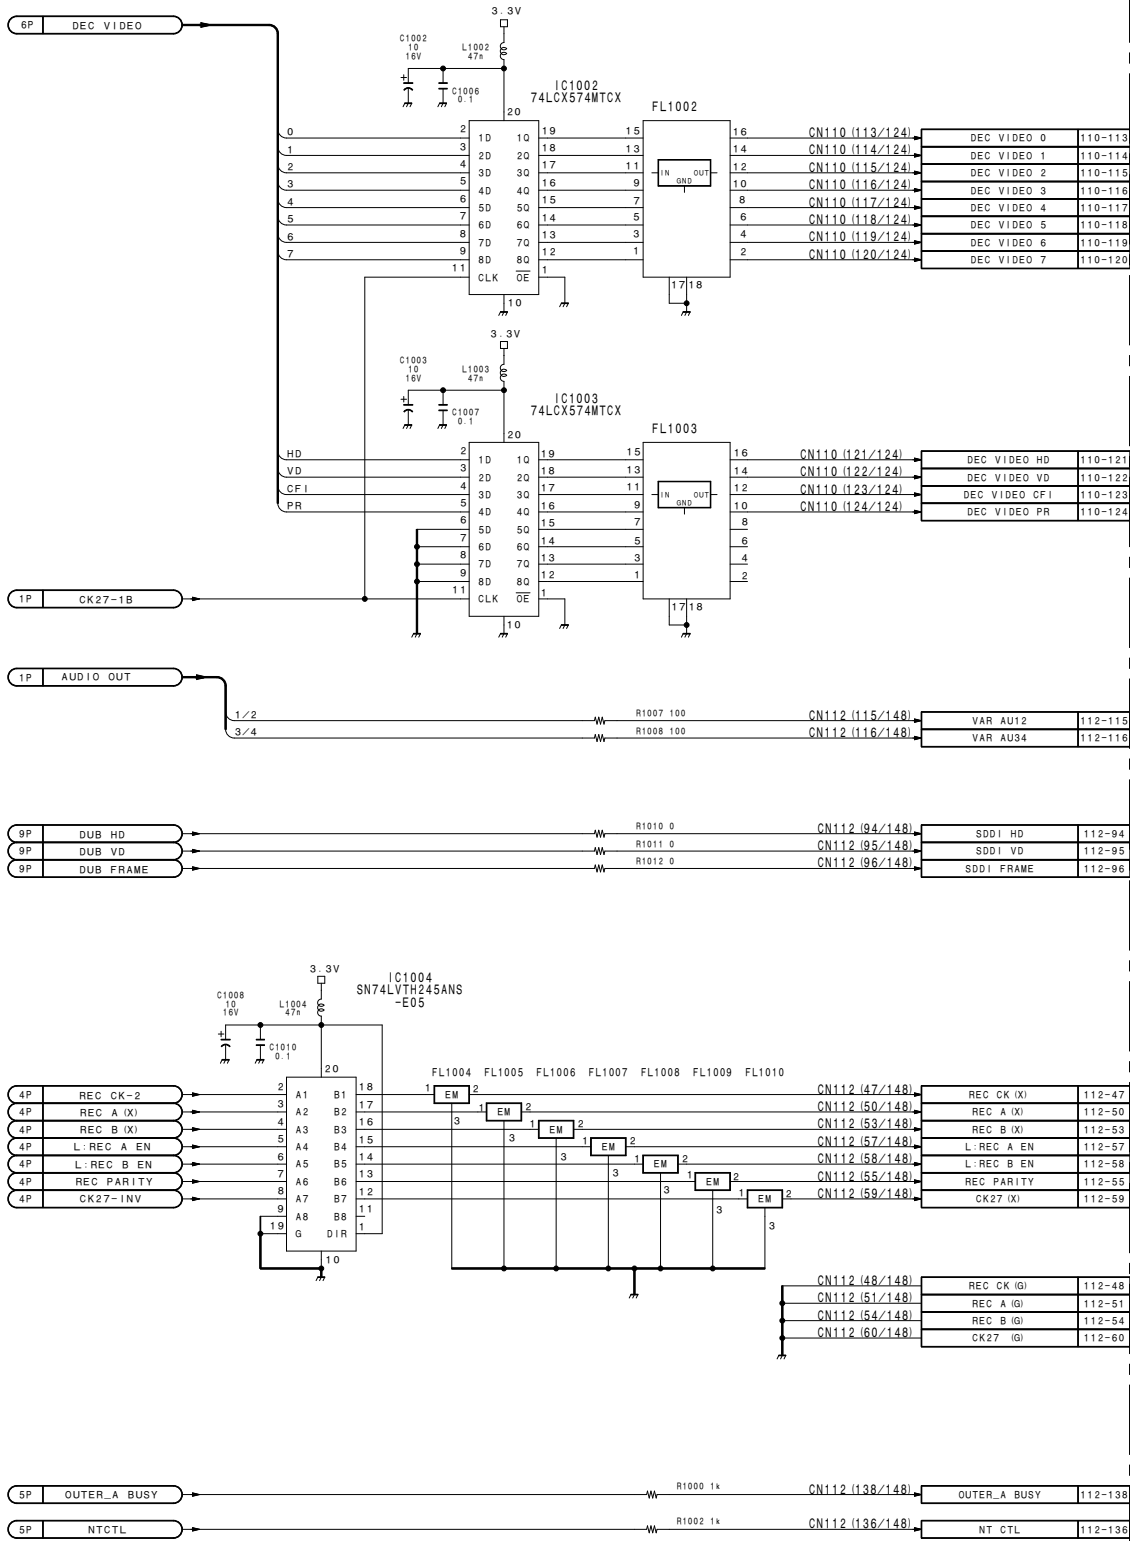 6P DEC VIDEO
3.3V
C1002 10 16V
L1002 47n
C1006 0.1
IC1002
74LCX574MTCX
FL1002
20
0 2 1D 1Q 19 15 16 CN110 (113/124) DEC VIDEO 0 110-113
1 3 2D 2Q 18 13 14 CN110 (114/124) DEC VIDEO 1 110-114
2 4 3D 3Q 17 11 12 CN110 (115/124) DEC VIDEO 2 110-115
3 5 4D 4Q 16 9 10 CN110 (116/124) DEC VIDEO 3 110-116
4 6 5D 5Q 15 7 8 CN110 (117/124) DEC VIDEO 4 110-117
5 7 6D 6Q 14 5 6 CN110 (118/124) DEC VIDEO 5 110-118
6 8 7D 7Q 13 3 4 CN110 (119/124) DEC VIDEO 6 110-119
7 9 8D 8Q 12 1 2 CN110 (120/124) DEC VIDEO 7 110-120
IN OUT
GND
11 CLK OE 1
10
17 18
3.3V
C1003 10 16V
L1003 47n
C1007 0.1
IC1003
74LCX574MTCX
FL1003
20
HD 2 1D 1Q 19 15 16 CN110 (121/124) DEC VIDEO HD 110-121
VD 3 2D 2Q 18 13 14 CN110 (122/124) DEC VIDEO VD 110-122
CFI 4 3D 3Q 17 11 12 CN110 (123/124) DEC VIDEO CFI 110-123
PR 5 4D 4Q 16 9 10 CN110 (124/124) DEC VIDEO PR 110-124
IN OUT
GND
6 5D 5Q 15 7 8
7 6D 6Q 14 5 6
8 7D 7Q 13 3 4
9 8D 8Q 12 1 2
1P CK27-1B 11 CLK OE 1
10
17 18
1P AUDIO OUT
1/2 R1007 100 CN112 (115/148) VAR AU12 112-115
3/4 R1008 100 CN112 (116/148) VAR AU34 112-116
9P DUB HD R1010 0 CN112 (94/148) SDDI HD 112-94
9P DUB VD R1011 0 CN112 (95/148) SDDI VD 112-95
9P DUB FRAME R1012 0 CN112 (96/148) SDDI FRAME 112-96
3.3V
C1008 10 16V
L1004 47n
C1010 0.1
IC1004
SN74LVTH245ANS
-E05
20
FL1004 FL1005 FL1006 FL1007 FL1008 FL1009 FL1010
4P REC CK-2 2 A1 B1 18 1 EM 2 3 CN112 (47/148) REC CK (X) 112-47
4P REC A (X) 3 A2 B2 17 1 EM 2 3 CN112 (50/148) REC A (X) 112-50
4P REC B (X) 4 A3 B3 16 1 EM 2 3 CN112 (53/148) REC B (X) 112-53
4P L:REC A EN 5 A4 B4 15 1 EM 2 3 CN112 (57/148) L:REC A EN 112-57
4P L:REC B EN 6 A5 B5 14 1 EM 2 3 CN112 (58/148) L:REC B EN 112-58
4P REC PARITY 7 A6 B6 13 1 EM 2 3 CN112 (55/148) REC PARITY 112-55
4P CK27-INV 8 A7 B7 12 1 EM 2 3 CN112 (59/148) CK27 (X) 112-59
9 A8 B8 11
19 G DIR 1
10
CN112 (48/148) REC CK (G) 112-48
CN112 (51/148) REC A (G) 112-51
CN112 (54/148) REC B (G) 112-54
CN112 (60/148) CK27 (G) 112-60
5P OUTER_A BUSY R1000 1k CN112 (138/148) OUTER_A BUSY 112-138
5P NTCTL R1002 1k CN112 (136/148) NT CTL 112-136